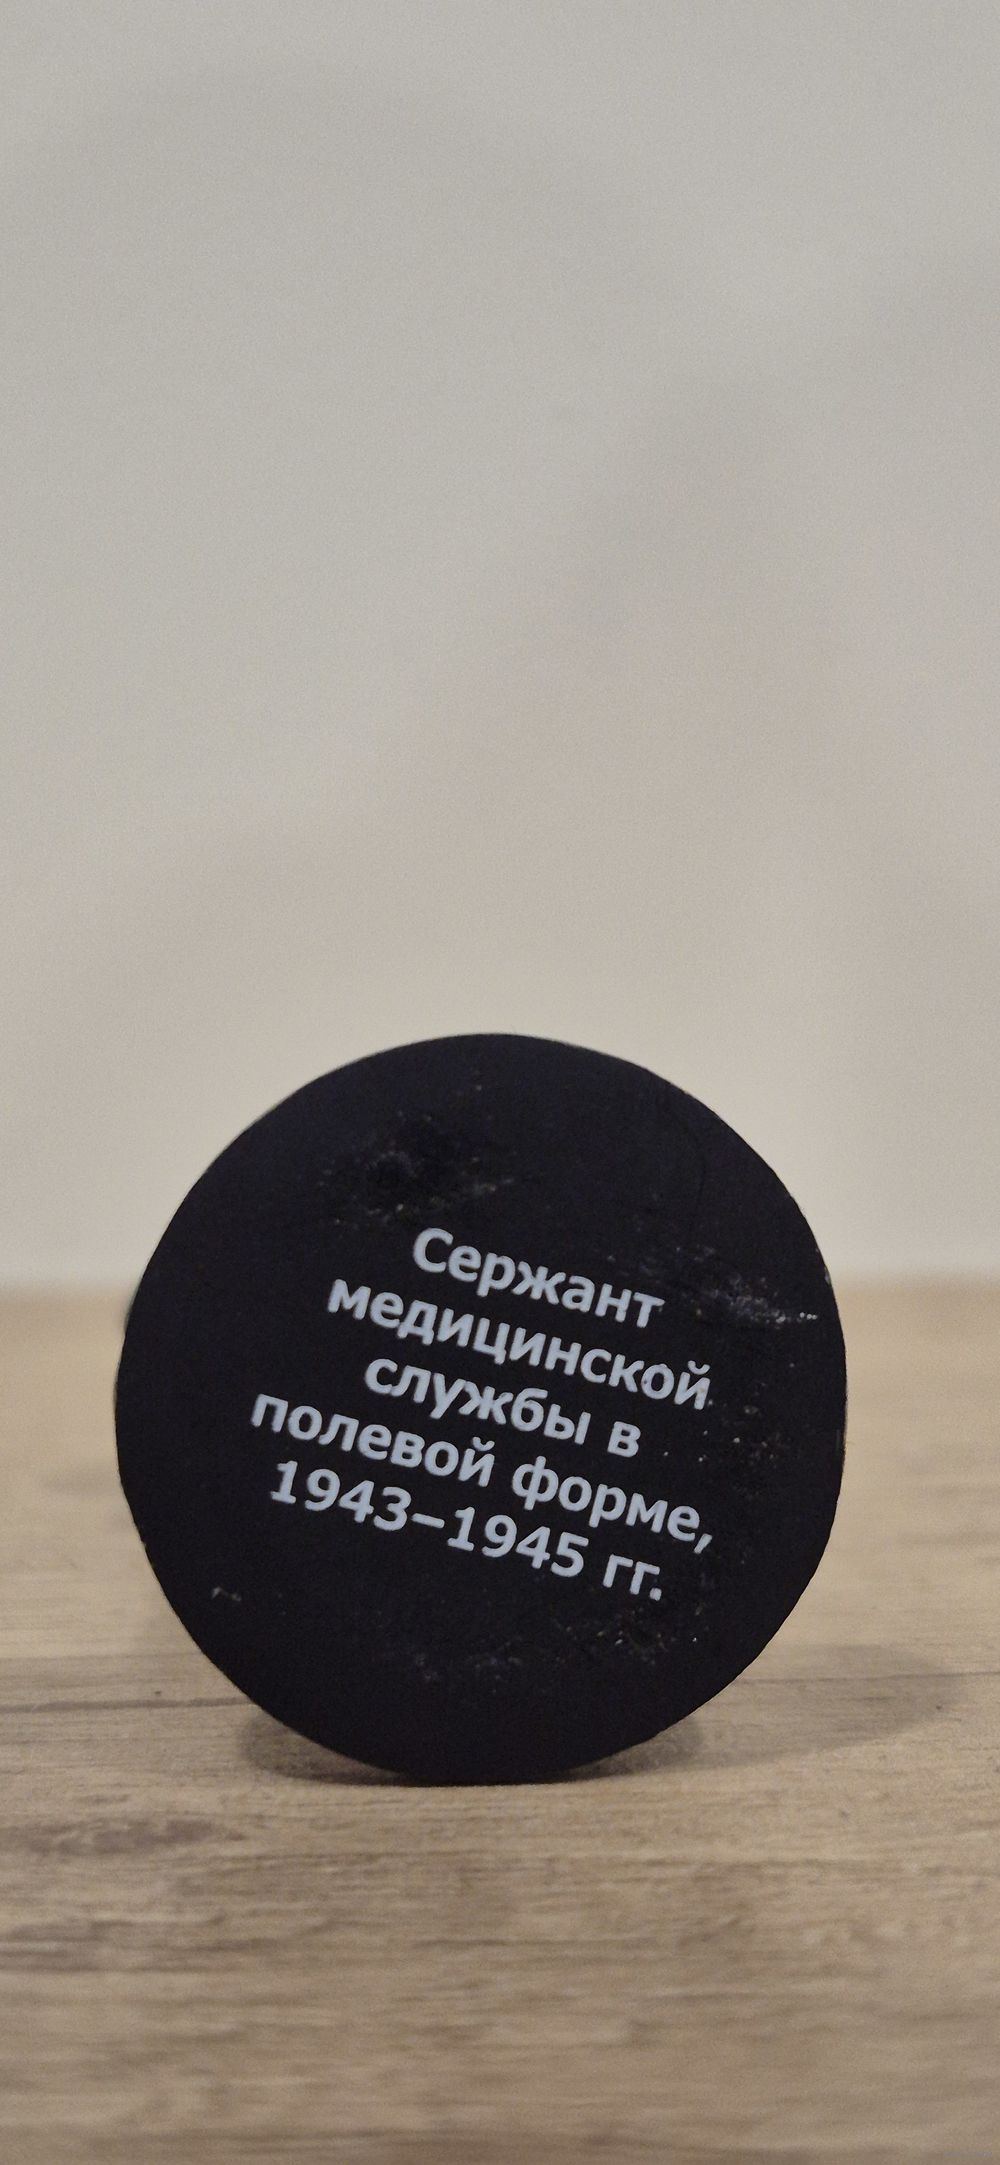 Сержант
медицинской
службы в
полевой форме,
1943–1945 гг.